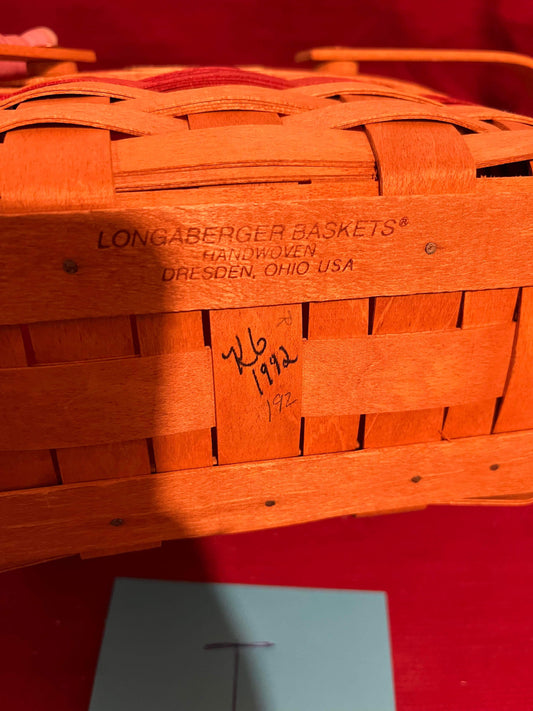 LONGABERGER BASKETS®
HANDWOVEN
DRESDEN, OHIO USA
KG
1992
192
T